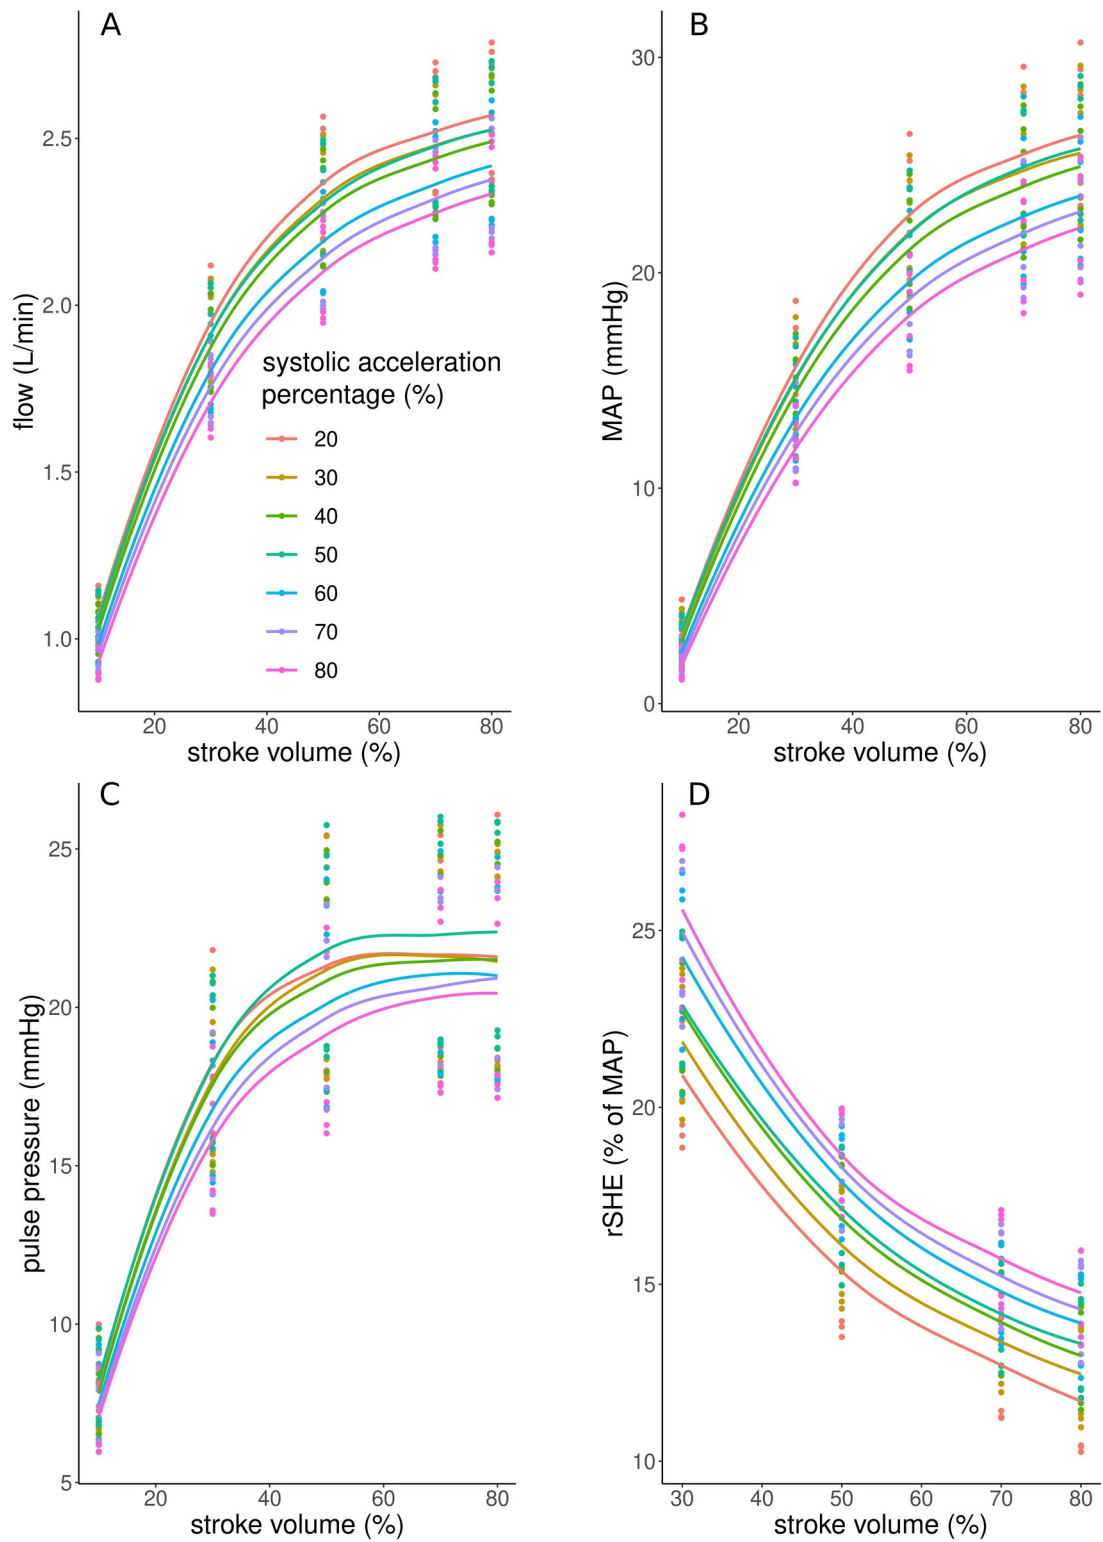 A
flow (L/min)
2.5
2.0
1.5
1.0
systolic acceleration
percentage (%)
20
30
40
50
60
70
80
20 40 60 80
stroke volume (%)
B
MAP (mmHg)
30
20
10
0
20 40 60 80
stroke volume (%)
C
pulse pressure (mmHg)
25
20
15
10
5
20 40 60 80
stroke volume (%)
D
rSHE (% of MAP)
25
20
15
10
30 40 50 60 70 80
stroke volume (%)